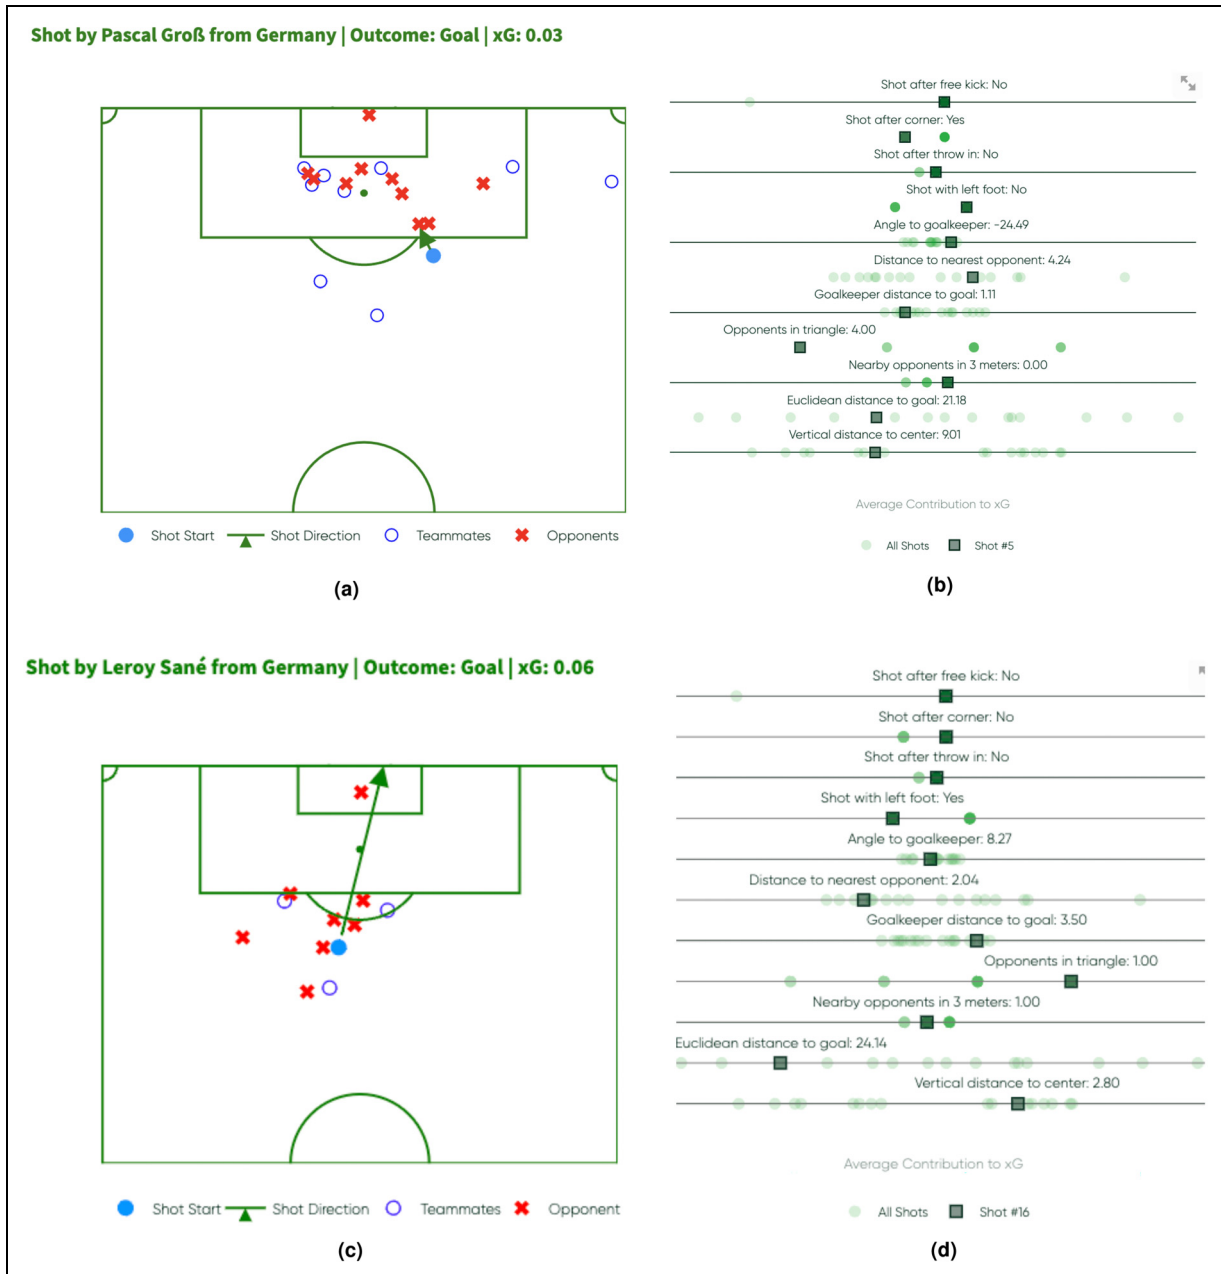 Shot by Pascal Groß from Germany | Outcome: Goal | xG: 0.03
Shot after free kick: No
Shot after corner: Yes
Shot after throw in: No
Shot with left foot: No
Angle to goalkeeper: -24.49
Distance to nearest opponent: 4.24
Goalkeeper distance to goal: 1.11
Opponents in triangle: 4.00
Nearby opponents in 3 meters: 0.00
Euclidean distance to goal: 21.18
Vertical distance to center: 9.01
Average Contribution to xG
All Shots Shot #5
Shot Start Shot Direction Teammates Opponents
(a)
(b)
Shot by Leroy Sané from Germany | Outcome: Goal | xG: 0.06
Shot after free kick: No
Shot after corner: No
Shot after throw in: No
Shot with left foot: Yes
Angle to goalkeeper: 8.27
Distance to nearest opponent: 2.04
Goalkeeper distance to goal: 3.50
Opponents in triangle: 1.00
Nearby opponents in 3 meters: 1.00
Euclidean distance to goal: 24.14
Vertical distance to center: 2.80
Average Contribution to xG
All Shots Shot #16
Shot Start Shot Direction Teammates Opponent
(c)
(d)